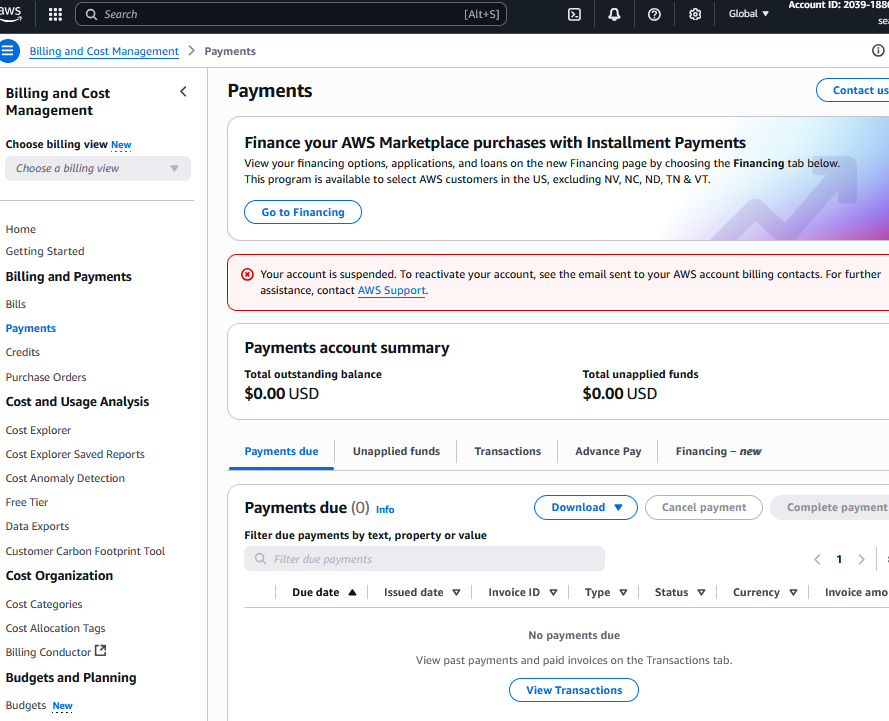 aws
Search
[Alt+S]
Global
Account ID: 2039-188
Billing and Cost Management > Payments
Billing and Cost
Management
Choose billing view New
Choose a billing view
Home
Getting Started
Billing and Payments
Bills
Payments
Credits
Purchase Orders
Cost and Usage Analysis
Cost Explorer
Cost Explorer Saved Reports
Cost Anomaly Detection
Free Tier
Data Exports
Customer Carbon Footprint Tool
Cost Organization
Cost Categories
Cost Allocation Tags
Billing Conductor
Budgets and Planning
Budgets New
Payments
Contact us
Finance your AWS Marketplace purchases with Installment Payments
View your financing options, applications, and loans on the new Financing page by choosing the Financing tab below.
This program is available to select AWS customers in the US, excluding NV, NC, ND, TN & VT.
Go to Financing
Your account is suspended. To reactivate your account, see the email sent to your AWS account billing contacts. For further
assistance, contact AWS Support.
Payments account summary
Total outstanding balance
$0.00 USD
Total unapplied funds
$0.00 USD
Payments due
Unapplied funds
Transactions
Advance Pay
Financing – new
Payments due (0) Info
Download
Cancel payment
Complete payment
Filter due payments by text, property or value
Filter due payments
1
Due date
Issued date
Invoice ID
Type
Status
Currency
Invoice amo
No payments due
View past payments and paid invoices on the Transactions tab.
View Transactions